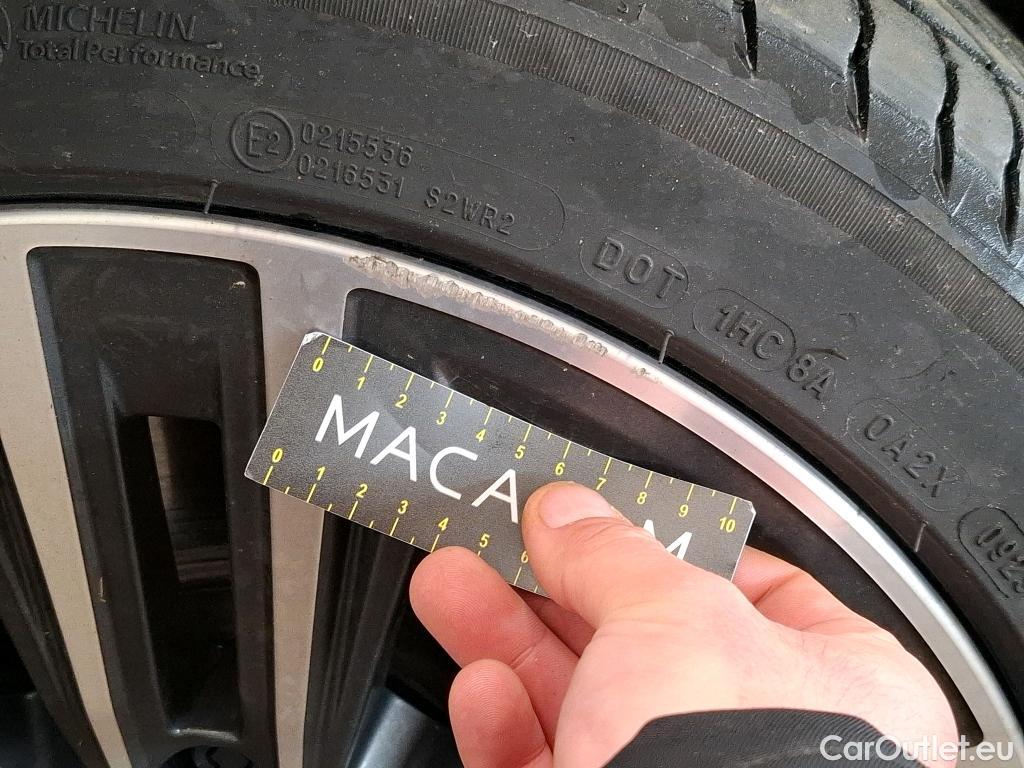 MICHELIN
Total Performance
E2 0215536
0216531 S2WR2
DOT 1HC 8A 0A2X
0 1 2 3 4 5 6 7 8 9 10
MACA M
0 1 2 3 4 5 6
CarOutlet.eu